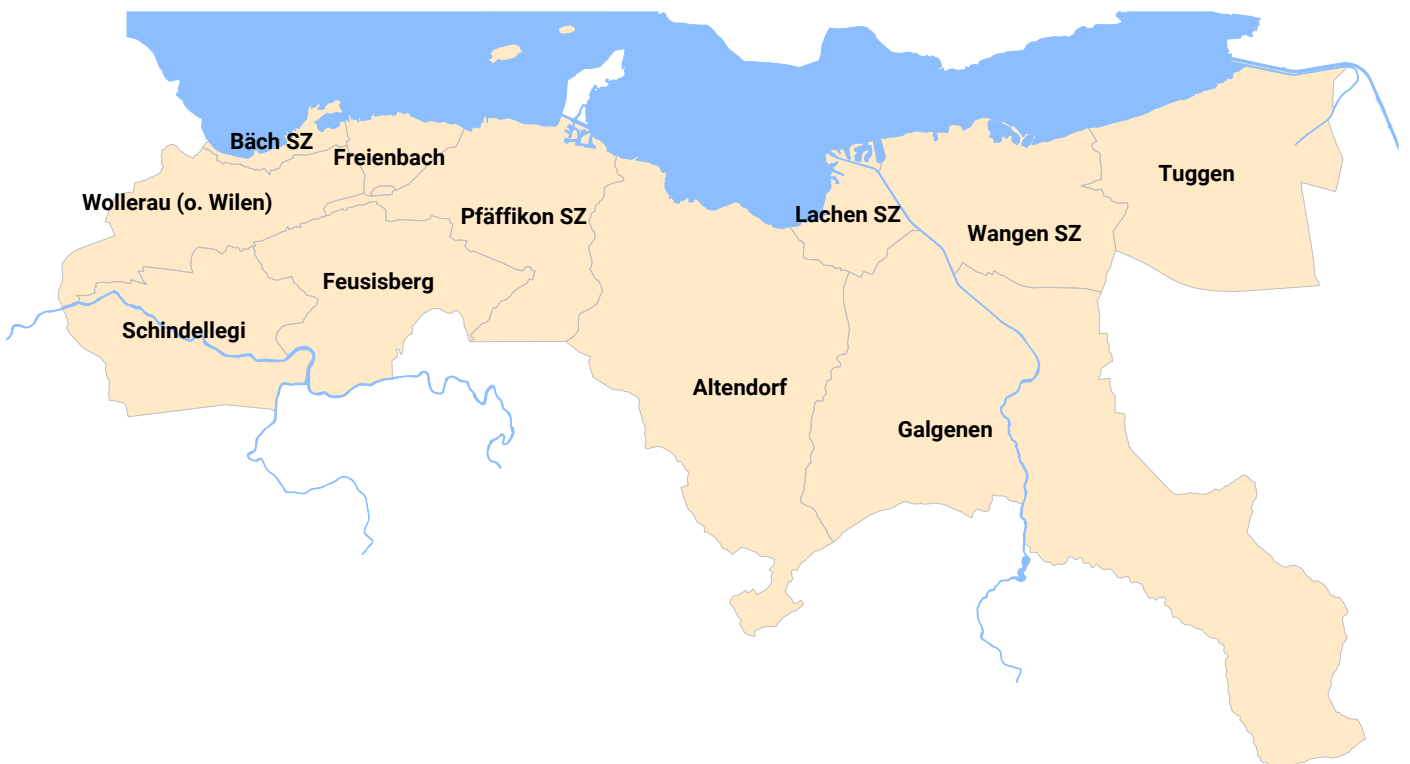 Bäch SZ
Freienbach
Tuggen
Wollerau (o. Wilen)
Pfäffikon SZ
Lachen SZ
Wangen SZ
Feusisberg
Schindellegi
Altendorf
Galgenen